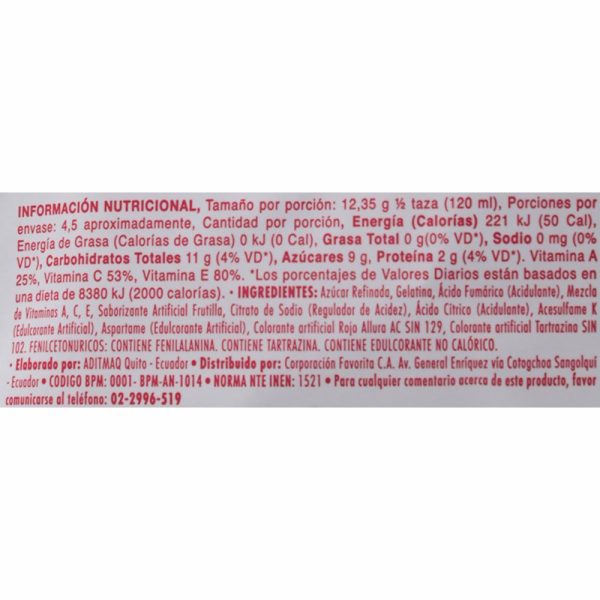 INFORMACIÓN NUTRICIONAL, Tamaño por porción: 12,35 g ½ taza (120 ml), Porciones por
envase: 4,5 aproximadamente, Cantidad por porción, Energía (Calorías) 221 kJ (50 Cal),
Energía de Grasa (Calorías de Grasa) 0 kJ (0 Cal), Grasa Total 0 g(0% VD*), Sodio 0 mg (0%
VD*), Carbohidratos Totales 11 g (4% VD*), Azúcares 9 g, Proteína 2 g (4% VD*). Vitamina A
25%, Vitamina C 53%, Vitamina E 80%. *Los porcentajes de Valores Diarios están basados en
una dieta de 8380 kJ (2000 calorías). • INGREDIENTES: Azúcar Refinada, Gelatina, Ácido Fumárico (Acidulante), Mezcla
de Vitaminas A, C, E, Saborizante Artificial Frutilla, Citrato de Sodio (Regulador de Acidez), Ácido Cítrico (Acidulante), Acesulfame K
(Edulcorante Artificial), Aspartame (Edulcorante Artificial), Colorante artificial Rojo Allura AC SIN 129, Colorante artificial Tartrazina SIN
102. FENILCETONURICOS: CONTIENE FENILALANINA. CONTIENE TARTRAZINA. CONTIENE EDULCORANTE NO CALÓRICO.
• Elaborado por: ADITMAQ Quito - Ecuador • Distribuido por: Corporación Favorita C.A. Av. General Enríquez vía Cotogchoa Sangolquí
- Ecuador • CODIGO BPM: 0001- BPM-AN-1014 • NORMA NTE INEN: 1521 • Para cualquier comentario acerca de este producto, favor
comunicarse al teléfono: 02-2996-519